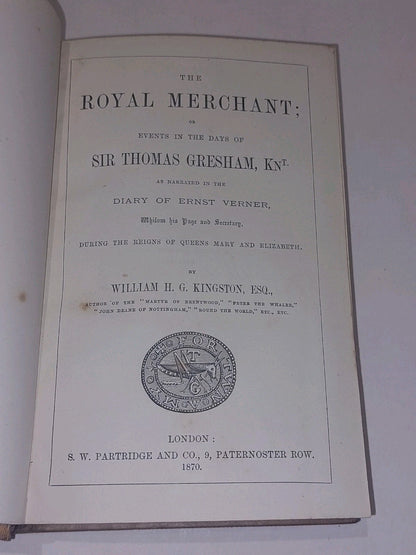 THE
ROYAL MERCHANT;
OR
EVENTS IN THE DAYS OF
SIR THOMAS GRESHAM, KNT.
AS NARRATED IN THE
DIARY OF ERNST VERNER,
Whilom his Page and Secretary,
DURING THE REIGNS OF QUEENS MARY AND ELIZABETH.
BY
WILLIAM H. G. KINGSTON, ESQ.,
AUTHOR OF THE "MARTYR OF BRENTWOOD," "PETER THE WHALER,"
"JOHN DEANE OF NOTTINGHAM," "ROUND THE WORLD," ETC., ETC.
T
G
LONDON:
S. W. PARTRIDGE AND CO., 9, PATERNOSTER ROW.
1870.